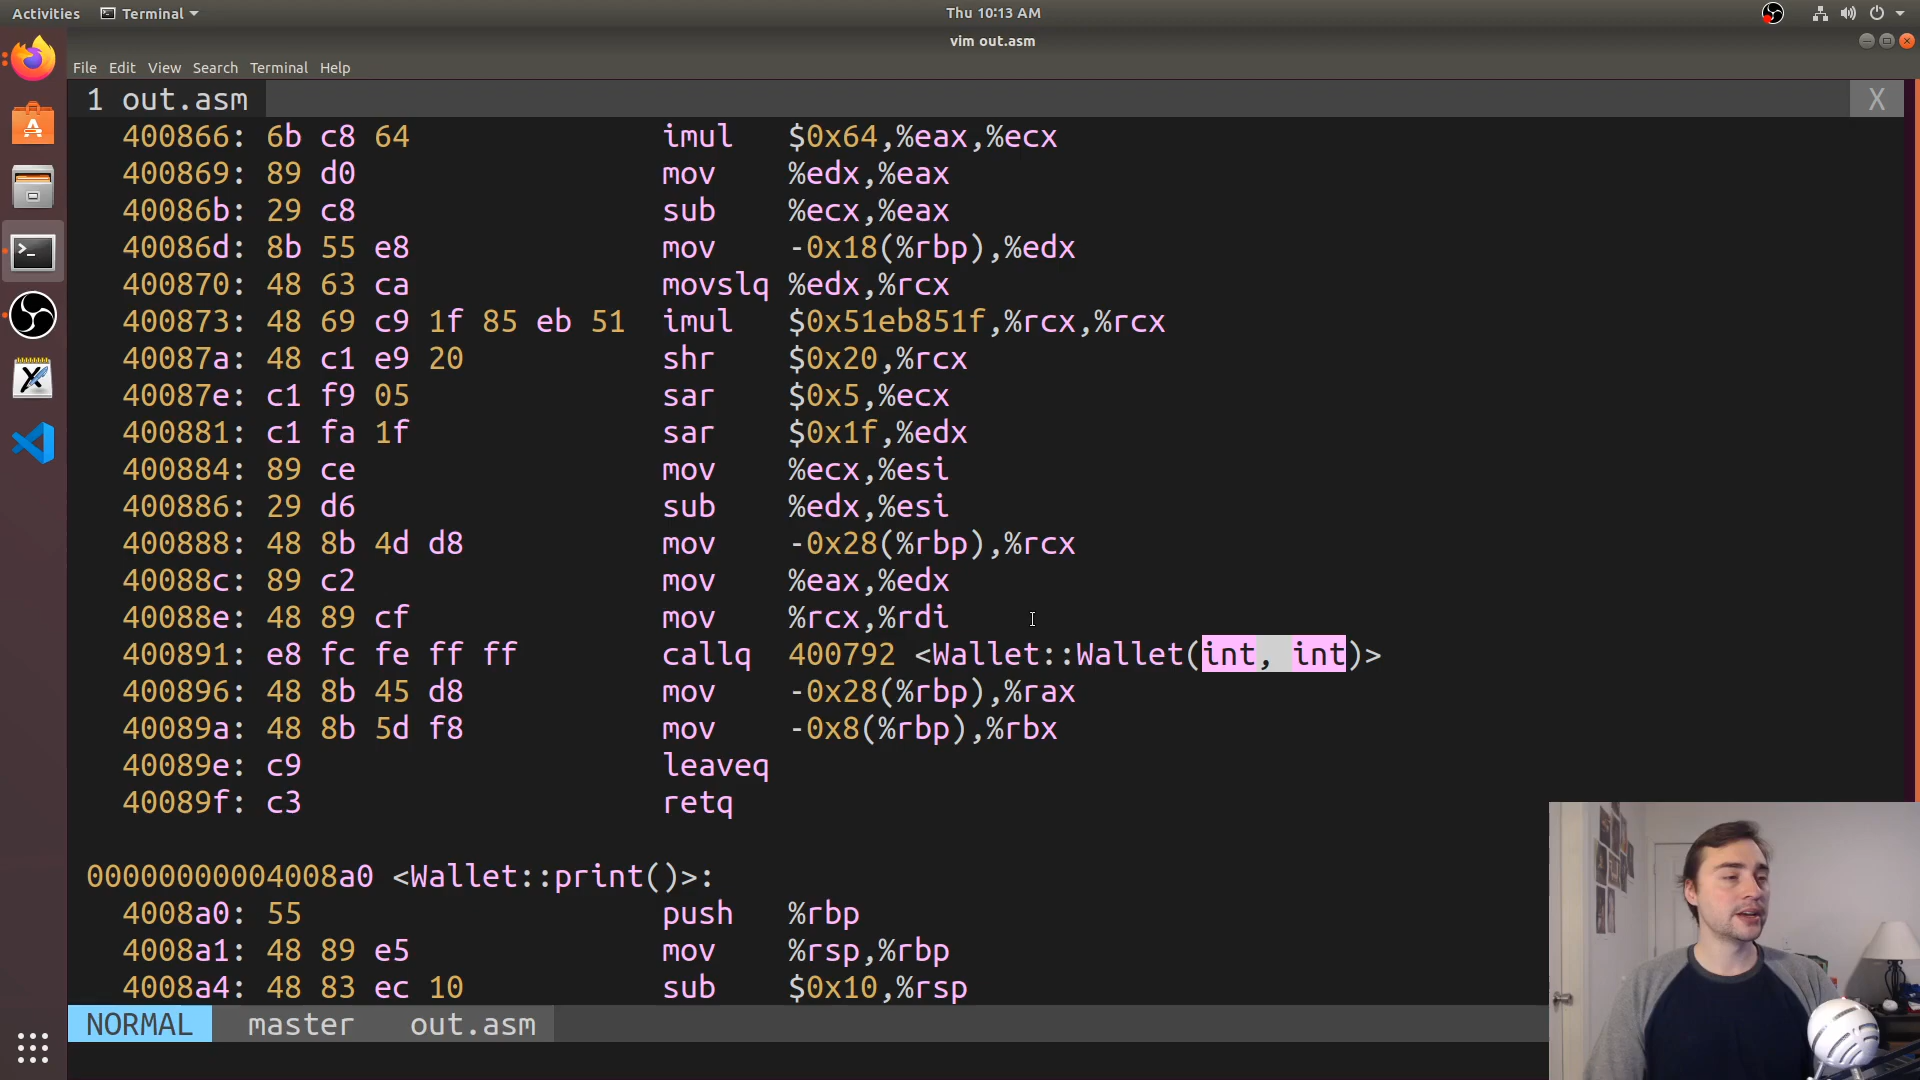 Activities Terminal Thu 10:13 AM
vim out.asm
File Edit View Search Terminal Help
1 out.asm X
400866: 6b c8 64 imul $0x64,%eax,%ecx
400869: 89 d0 mov %edx,%eax
40086b: 29 c8 sub %ecx,%eax
40086d: 8b 55 e8 mov -0x18(%rbp),%edx
400870: 48 63 ca movslq %edx,%rcx
400873: 48 69 c9 1f 85 eb 51 imul $0x51eb851f,%rcx,%rcx
40087a: 48 c1 e9 20 shr $0x20,%rcx
40087e: c1 f9 05 sar $0x5,%ecx
400881: c1 fa 1f sar $0x1f,%edx
400884: 89 ce mov %ecx,%esi
400886: 29 d6 sub %edx,%esi
400888: 48 8b 4d d8 mov -0x28(%rbp),%rcx
40088c: 89 c2 mov %eax,%edx
40088e: 48 89 cf mov %rcx,%rdi
400891: e8 fc fe ff ff callq 400792 <Wallet::Wallet(int, int)>
400896: 48 8b 45 d8 mov -0x28(%rbp),%rax
40089a: 48 8b 5d f8 mov -0x8(%rbp),%rbx
40089e: c9 leaveq
40089f: c3 retq
00000000004008a0 <Wallet::print()>:
4008a0: 55 push %rbp
4008a1: 48 89 e5 mov %rsp,%rbp
4008a4: 48 83 ec 10 sub $0x10,%rsp
NORMAL master out.asm